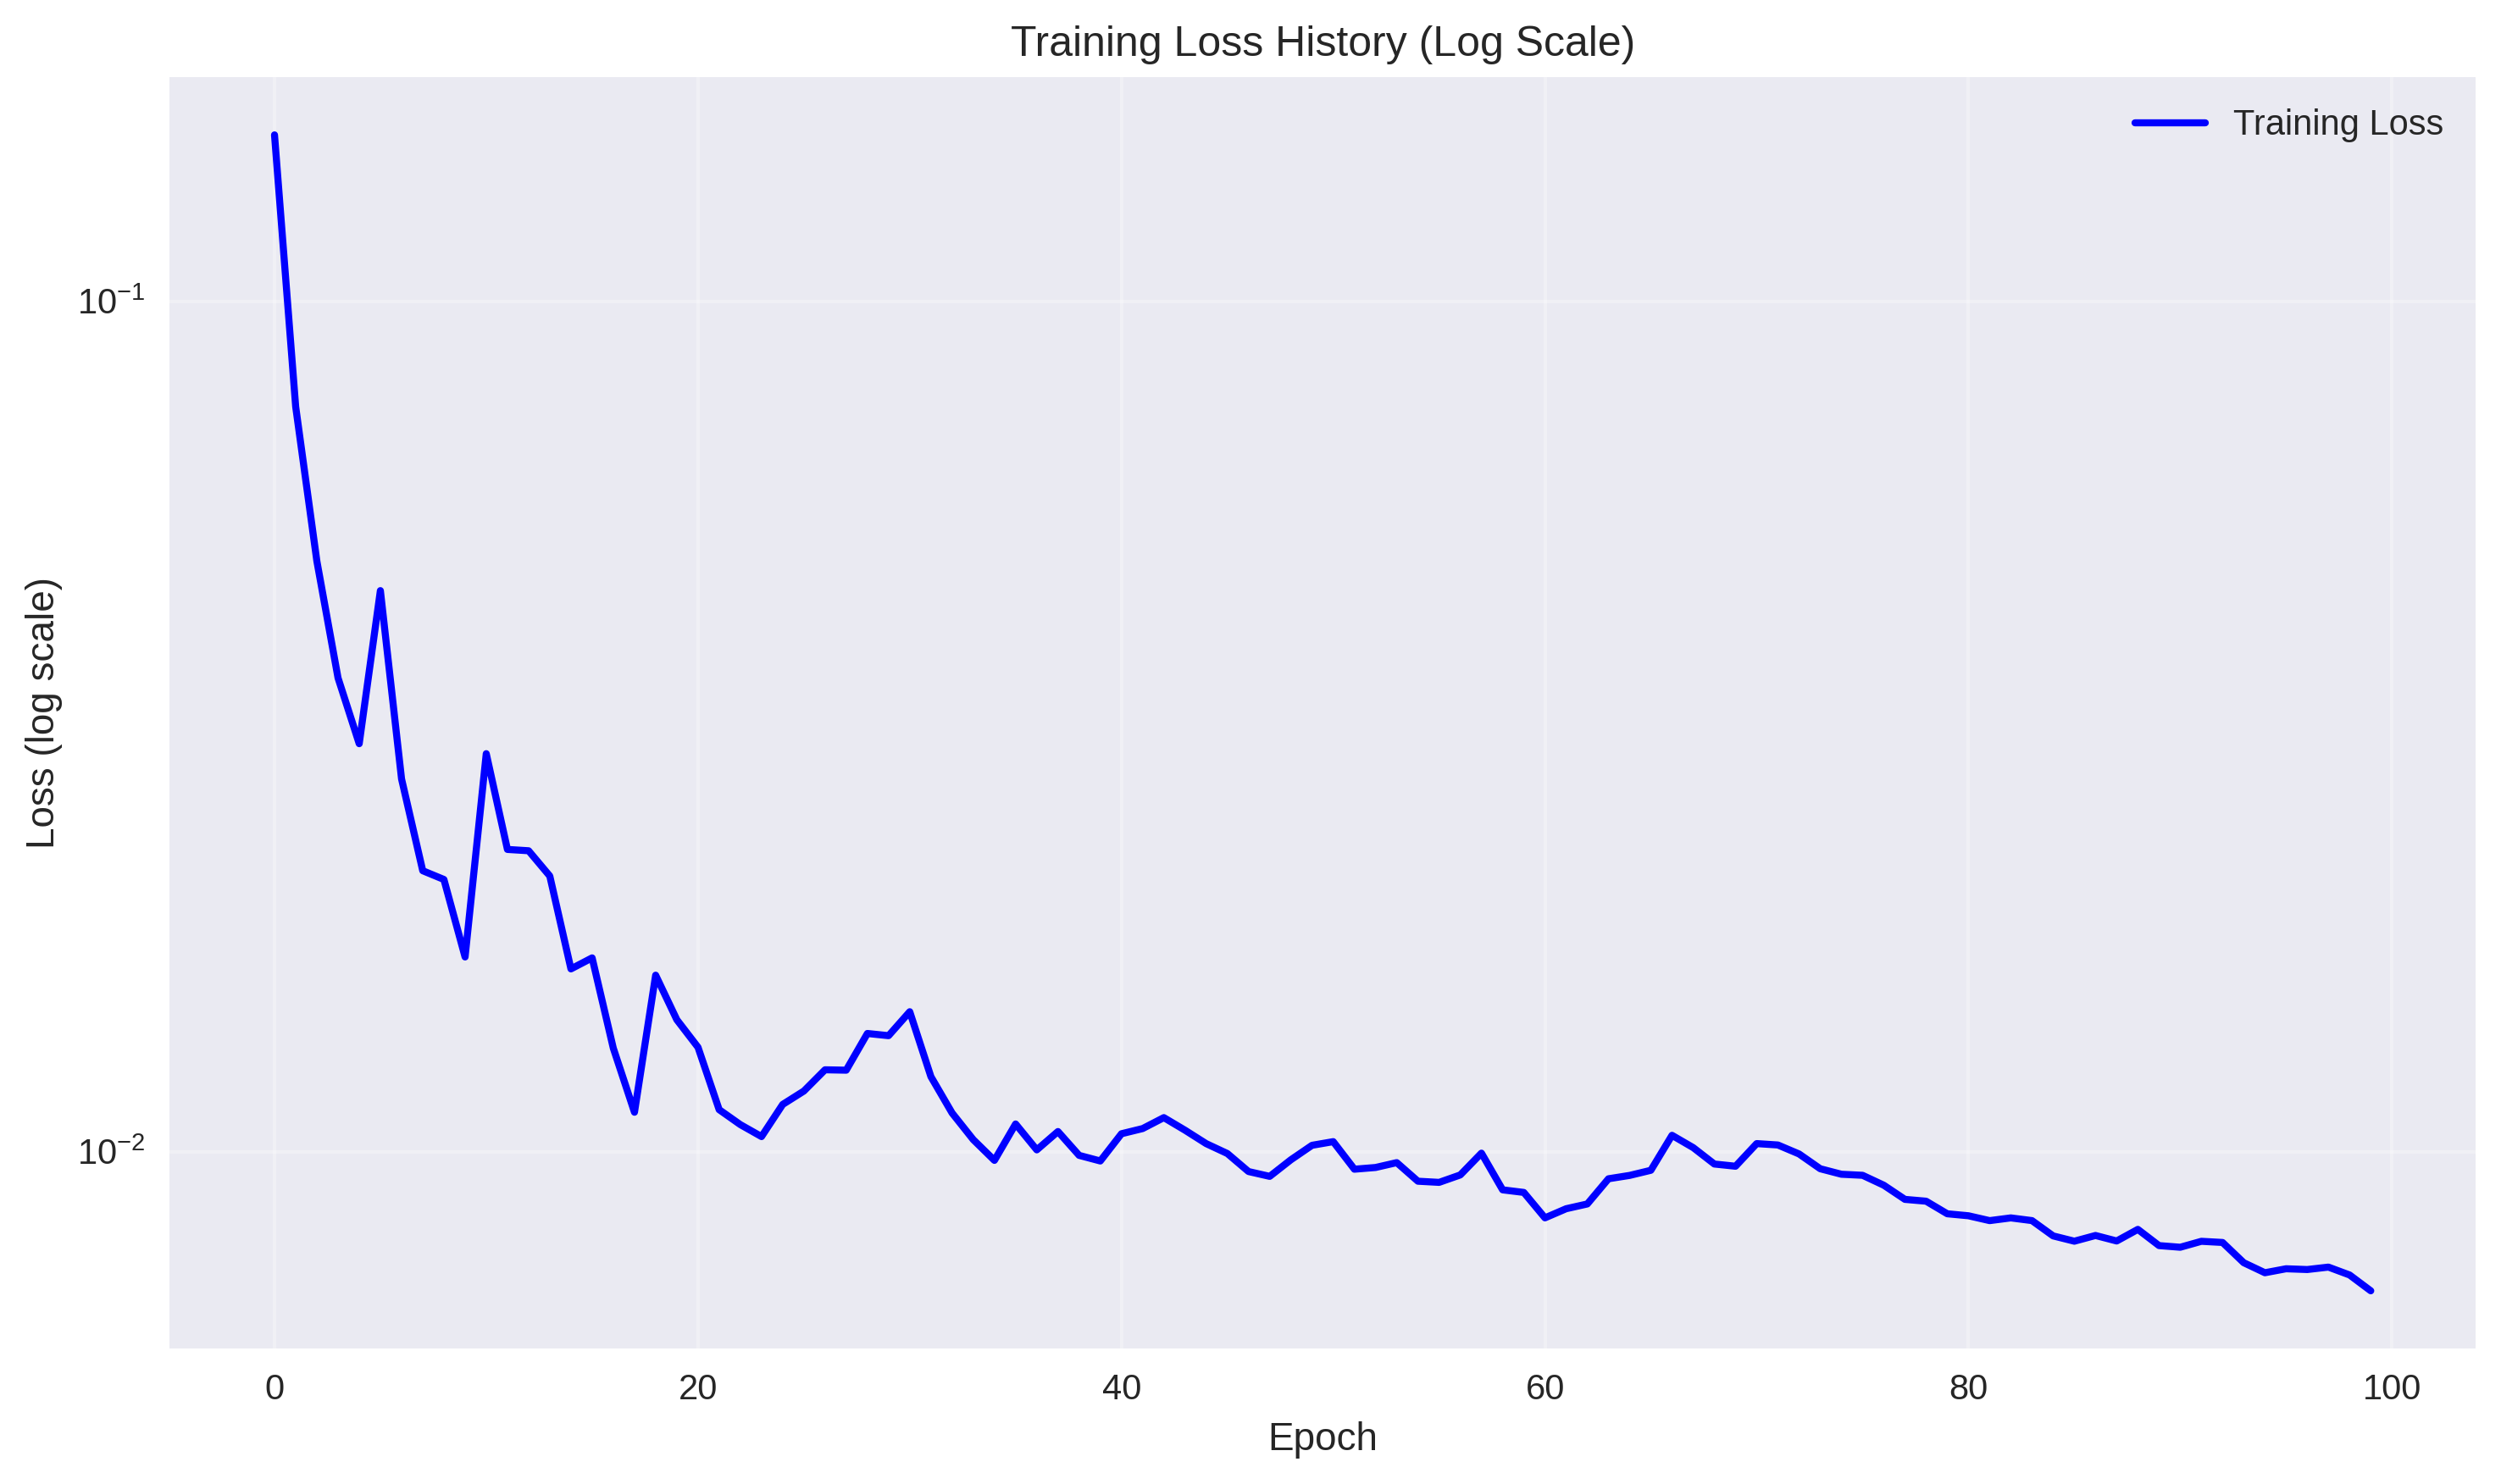 Training Loss History (Log Scale)
Training Loss
10⁻¹
10⁻²
Loss (log scale)
0 20 40 60 80 100
Epoch